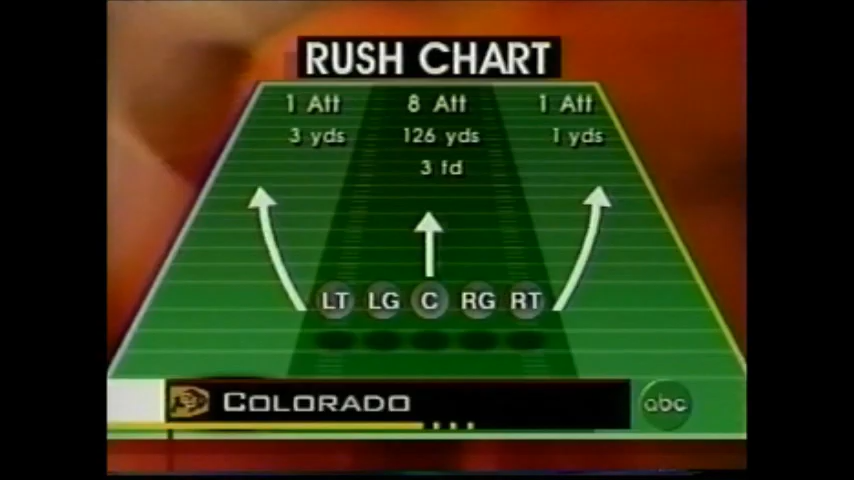 RUSH CHART
1 Att 8 Att 1 Att
3 yds 126 yds 1 yds
3 td
LT LG C RG RT
COLORADO
abc